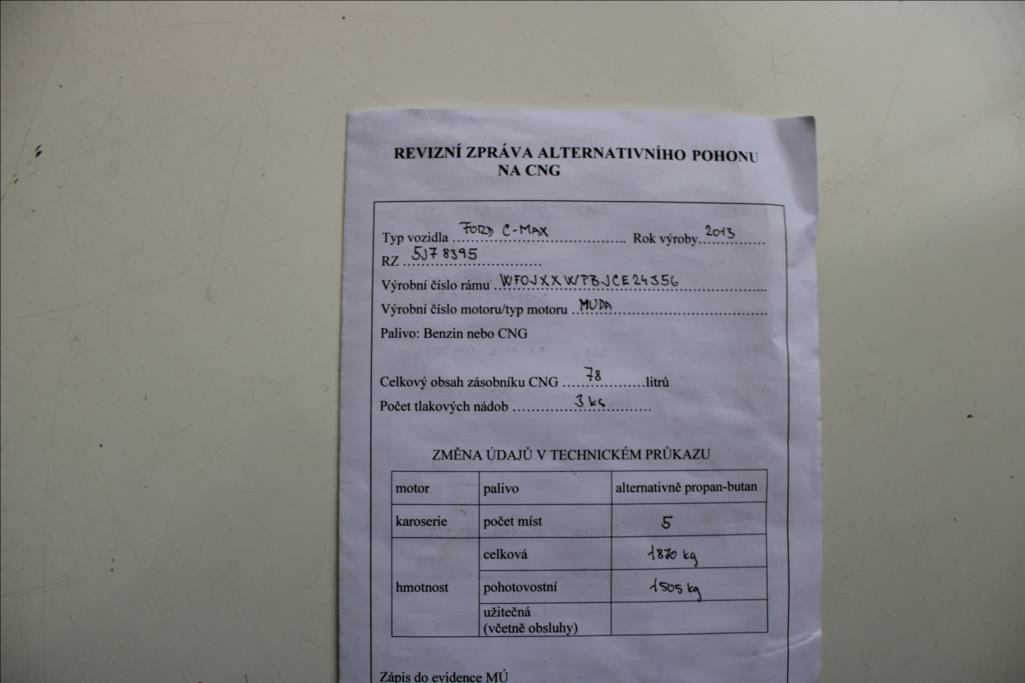 REVIZNÍ ZPRÁVA ALTERNATIVNÍHO POHONU
NA CNG
Typ vozidla FORD C-MAX Rok výroby 2013
RZ 5J7 8395
Výrobní číslo rámu WF0JXXWPBJCE24356
Výrobní číslo motoru/typ motoru MUDA
Palivo: Benzin nebo CNG
Celkový obsah zásobníku CNG 78 litrů
Počet tlakových nádob 3 ks
ZMĚNA ÚDAJŮ V TECHNICKÉM PRŮKAZU
motor palivo alternativně propan-butan
karoserie počet míst 5
celková 1870 kg
hmotnost pohotovostní 1505 kg
užitečná
(včetně obsluhy)
Zápis do evidence MÚ